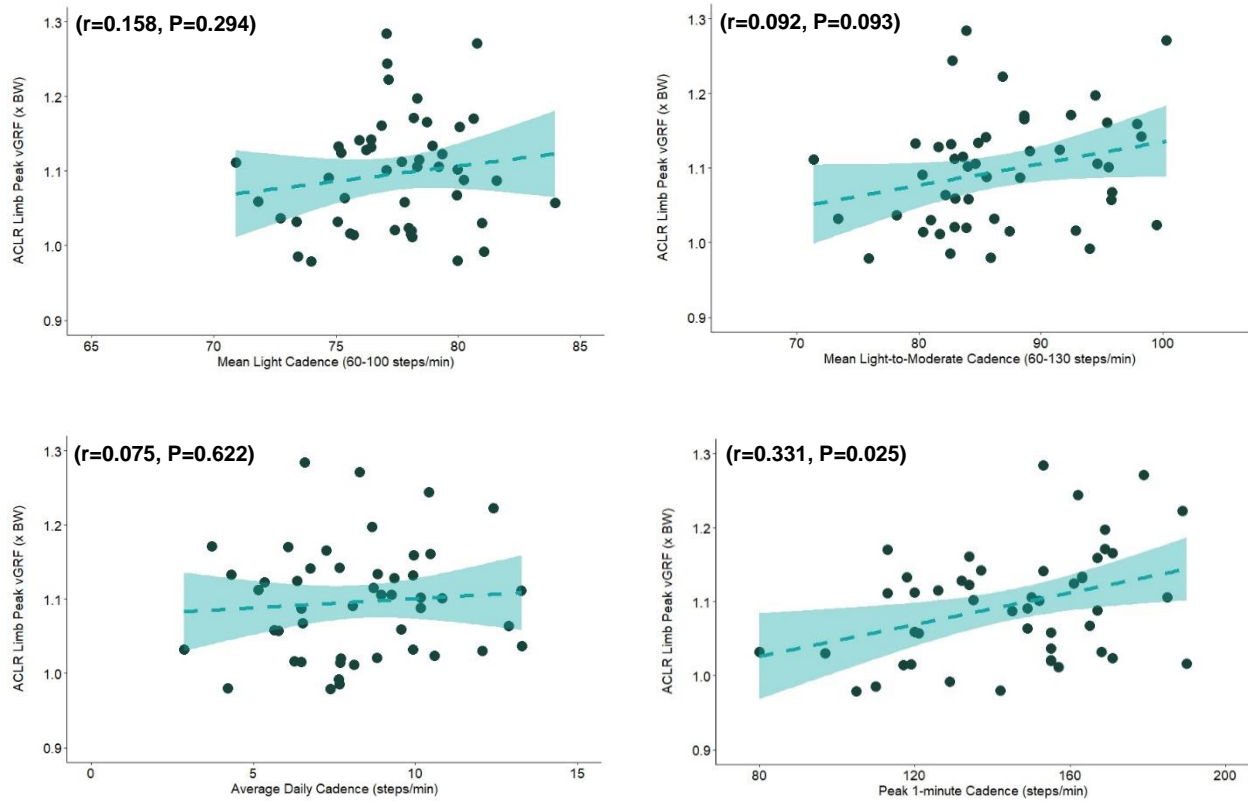 (r=0.158, P=0.294)
ACLR Limb Peak vGRF (x BW)
1.3
1.2
1.1
1.0
0.9
65 70 75 80 85
Mean Light Cadence (60-100 steps/min)
(r=0.092, P=0.093)
ACLR Limb Peak vGRF (x BW)
1.3
1.2
1.1
1.0
0.9
70 80 90 100
Mean Light-to-Moderate Cadence (60-130 steps/min)
(r=0.075, P=0.622)
ACLR Limb Peak vGRF (x BW)
1.3
1.2
1.1
1.0
0.9
0 5 10 15
Average Daily Cadence (steps/min)
(r=0.331, P=0.025)
ACLR Limb Peak vGRF (x BW)
1.3
1.2
1.1
1.0
0.9
80 120 160 200
Peak 1-minute Cadence (steps/min)